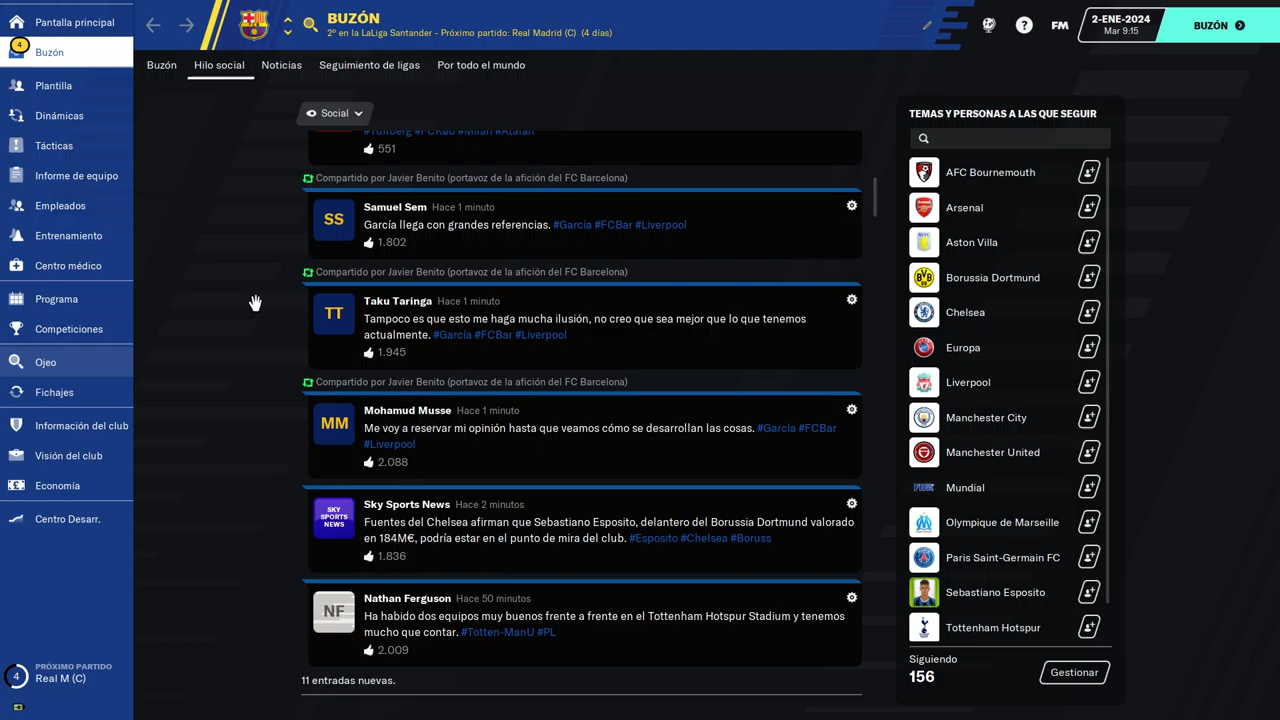 Pantalla principal
4
Buzón
Plantilla
Dinámicas
Tácticas
Informe de equipo
Empleados
Entrenamiento
Centro médico
Programa
Competiciones
Ojeo
Fichajes
Información del club
Visión del club
Economía
Centro Desarr.
PRÓXIMO PARTIDO
4
Real M (C)
BUZÓN
2º en la LaLiga Santander - Próximo partido: Real Madrid (C) (4 días)
FM
2-ENE-2024
Mar 9:15
BUZÓN
Buzón
Hilo social
Noticias
Seguimiento de ligas
Por todo el mundo
Social
551
Compartido por Javier Benito (portavoz de la afición del FC Barcelona)
SS
Samuel Sem Hace 1 minuto
García llega con grandes referencias. #García #FCBar #Liverpool
1.802
Compartido por Javier Benito (portavoz de la afición del FC Barcelona)
TT
Taku Taringa Hace 1 minuto
Tampoco es que esto me haga mucha ilusión, no creo que sea mejor que lo que tenemos
actualmente. #García #FCBar #Liverpool
1.945
Compartido por Javier Benito (portavoz de la afición del FC Barcelona)
MM
Mohamud Musse Hace 1 minuto
Me voy a reservar mi opinión hasta que veamos cómo se desarrollan las cosas. #García #FCBar
#Liverpool
2.088
SKY
SPORTS
NEWS
Sky Sports News Hace 2 minutos
Fuentes del Chelsea afirman que Sebastiano Esposito, delantero del Borussia Dortmund valorado
en 184M€, podría estar en el punto de mira del club. #Esposito #Chelsea #Boruss
1.836
NF
Nathan Ferguson Hace 50 minutos
Ha habido dos equipos muy buenos frente a frente en el Tottenham Hotspur Stadium y tenemos
mucho que contar. #Totten-ManU #PL
2.009
11 entradas nuevas.
TEMAS Y PERSONAS A LAS QUE SEGUIR
AFC Bournemouth
Arsenal
Aston Villa
Borussia Dortmund
Chelsea
Europa
Liverpool
Manchester City
Manchester United
Mundial
Olympique de Marseille
Paris Saint-Germain FC
Sebastiano Esposito
Tottenham Hotspur
Siguiendo
156
Gestionar